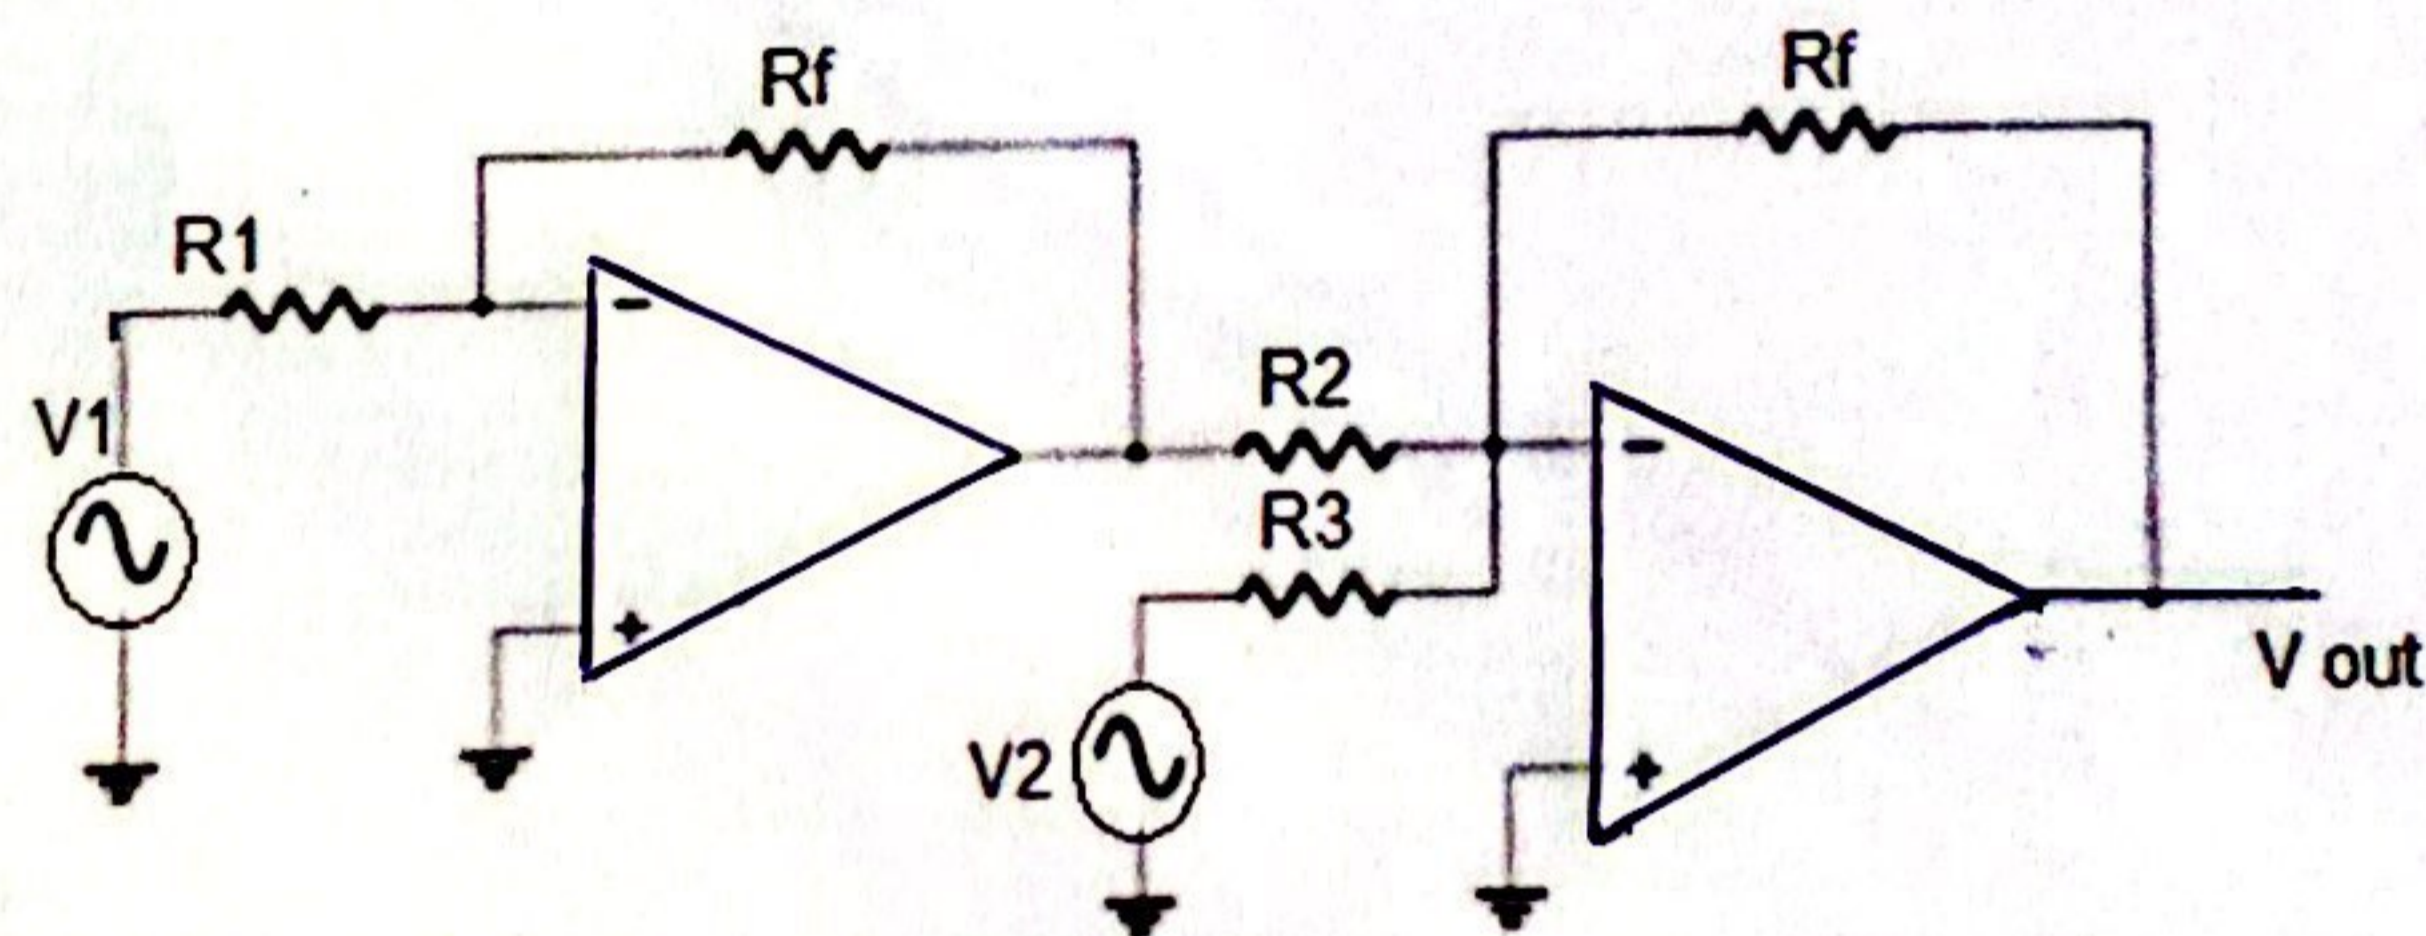 Rf
Rf
R1
V1
R2
R3
V2
V out
-
+
-
+